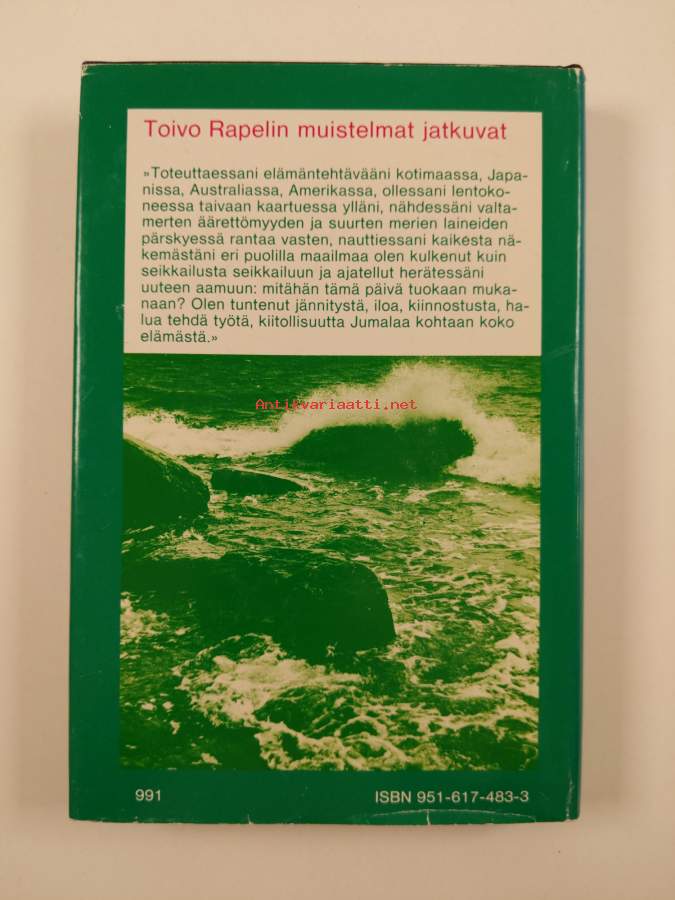 Toivo Rapelin muistelmat jatkuvat
»Toteuttaessani elämäntehtävääni kotimaassa, Japa-
nissa, Australiassa, Amerikassa, ollessani lentoko-
neessa taivaan kaartuessa ylläni, nähdessäni valta-
merten äärettömyyden ja suurten merien laineiden
pärskyessä rantaa vasten, nauttiessani kaikesta nä-
kemästäni eri puolilla maailmaa olen kulkenut kuin
seikkailusta seikkailuun ja ajatellut herätessäni
uuteen aamuun: mitähän tämä päivä tuokaan muka-
naan? Olen tuntenut jännitystä, iloa, kiinnostusta, ha-
lua tehdä työtä, kiitollisuutta Jumalaa kohtaan koko
elämästä.»
Antikvariaatti.net
991
ISBN 951-617-483-3